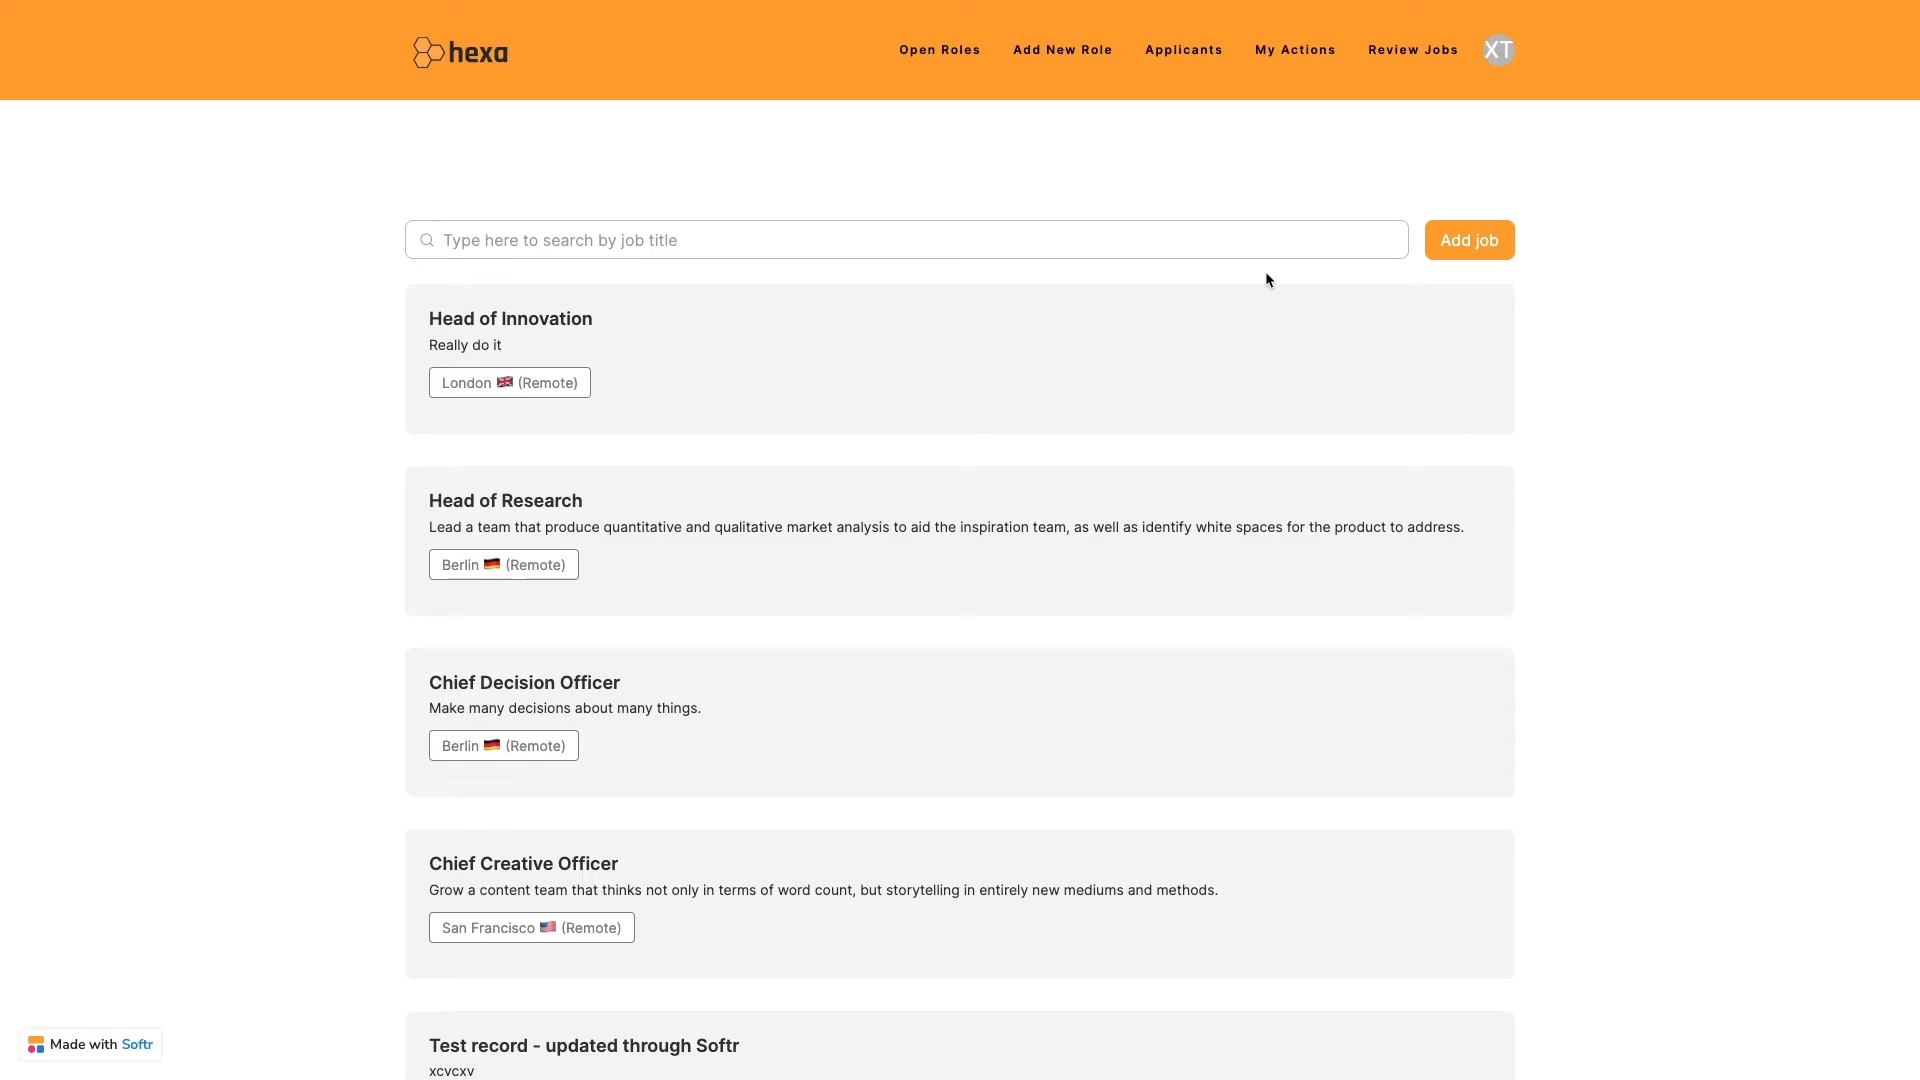 hexa
Open Roles
Add New Role
Applicants
My Actions
Review Jobs
XT
Type here to search by job title
Add job
Head of Innovation
Really do it
London 🇬🇧 (Remote)
Head of Research
Lead a team that produce quantitative and qualitative market analysis to aid the inspiration team, as well as identify white spaces for the product to address.
Berlin 🇩🇪 (Remote)
Chief Decision Officer
Make many decisions about many things.
Berlin 🇩🇪 (Remote)
Chief Creative Officer
Grow a content team that thinks not only in terms of word count, but storytelling in entirely new mediums and methods.
San Francisco 🇺🇸 (Remote)
Test record - updated through Softr
xcvcxv
Made with Softr